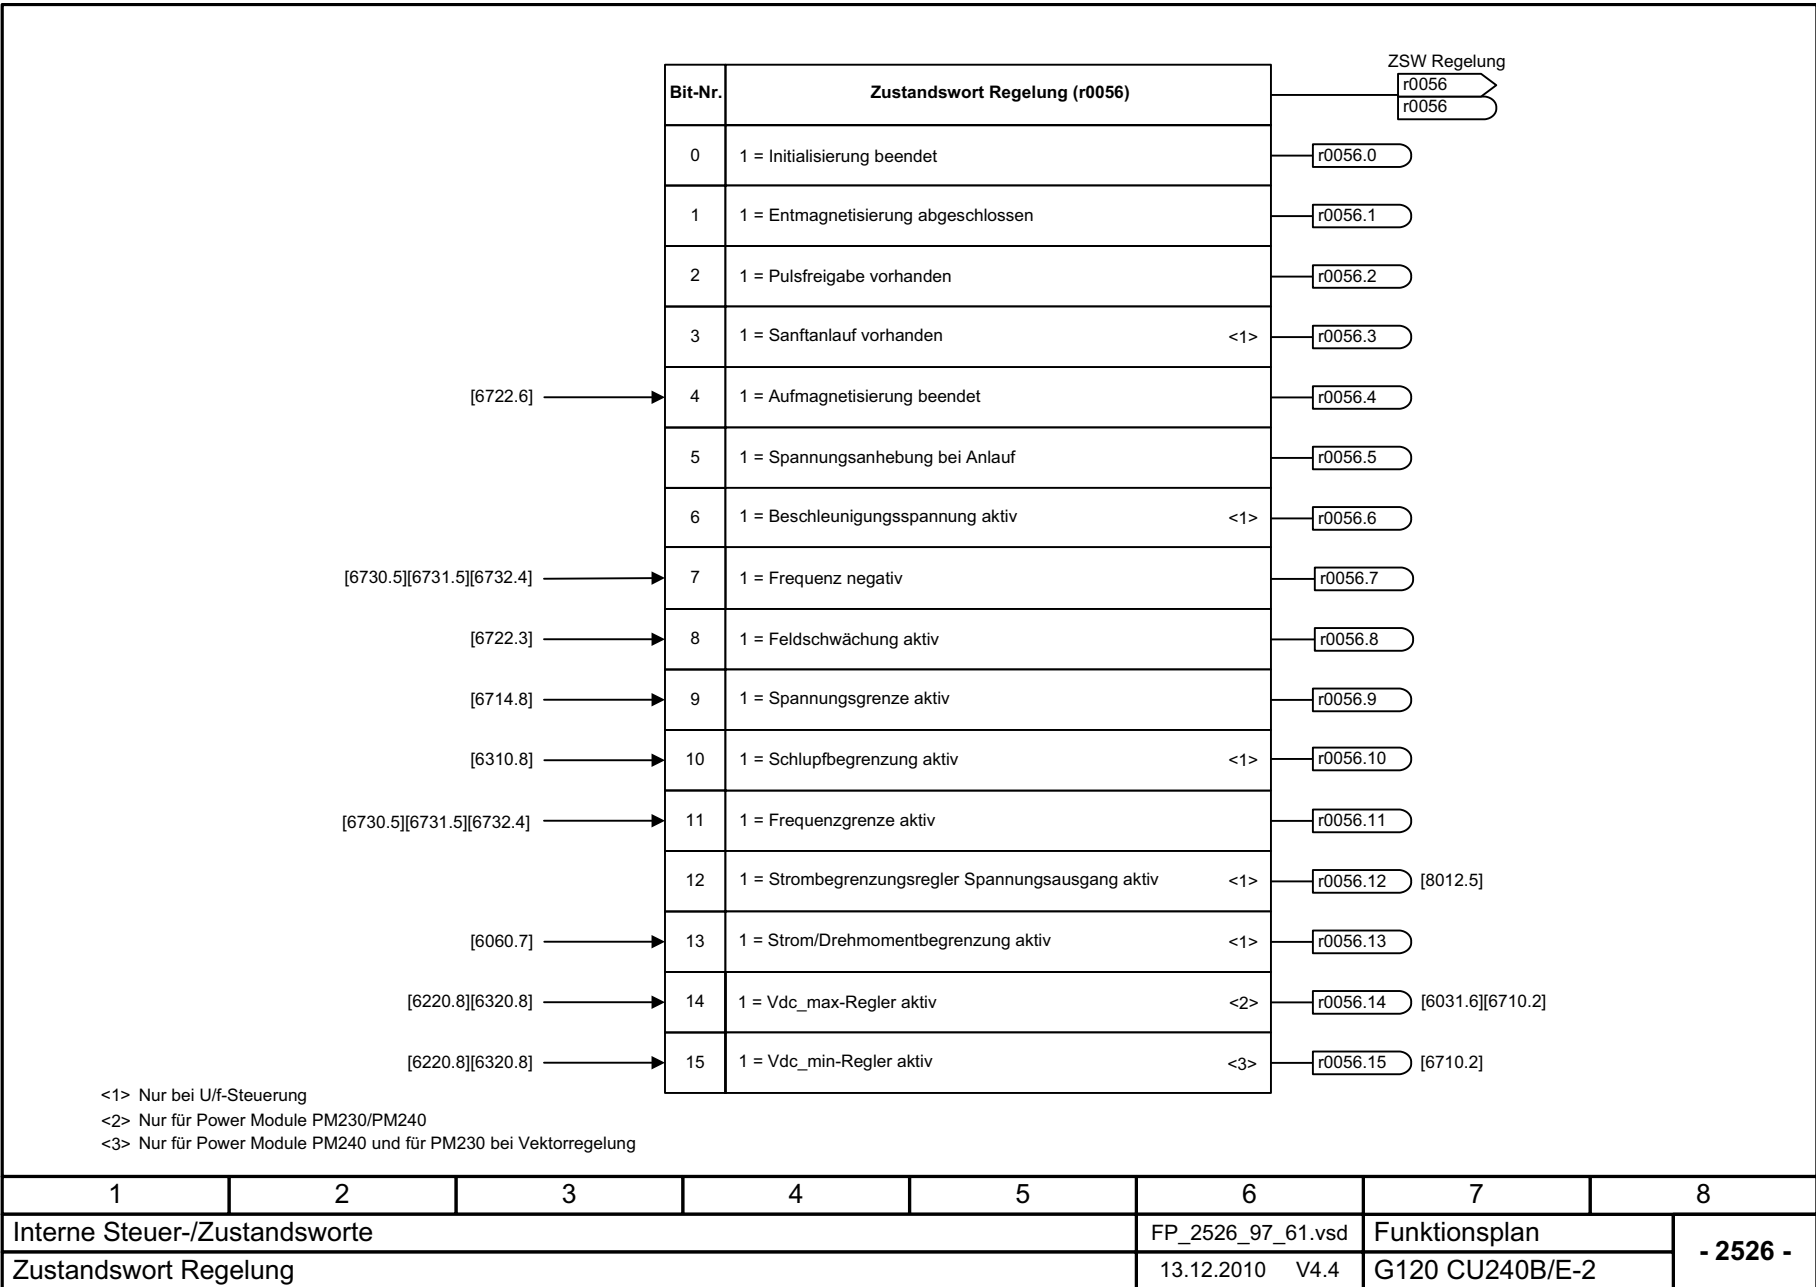 ZSW Regelung
Bit-Nr. Zustandswort Regelung (r0056) r0056
r0056
0 1 = Initialisierung beendet r0056.0
1 1 = Entmagnetisierung abgeschlossen r0056.1
2 1 = Pulsfreigabe vorhanden r0056.2
3 1 = Sanftanlauf vorhanden <1> r0056.3
[6722.6] 4 1 = Aufmagnetisierung beendet r0056.4
5 1 = Spannungsanhebung bei Anlauf r0056.5
6 1 = Beschleunigungsspannung aktiv <1> r0056.6
[6730.5][6731.5][6732.4] 7 1 = Frequenz negativ r0056.7
[6722.3] 8 1 = Feldschwächung aktiv r0056.8
[6714.8] 9 1 = Spannungsgrenze aktiv r0056.9
[6310.8] 10 1 = Schlupfbegrenzung aktiv <1> r0056.10
[6730.5][6731.5][6732.4] 11 1 = Frequenzgrenze aktiv r0056.11
12 1 = Strombegrenzungsregler Spannungsausgang aktiv <1> r0056.12 [8012.5]
[6060.7] 13 1 = Strom/Drehmomentbegrenzung aktiv <1> r0056.13
[6220.8][6320.8] 14 1 = Vdc_max-Regler aktiv <2> r0056.14 [6031.6][6710.2]
[6220.8][6320.8] 15 1 = Vdc_min-Regler aktiv <3> r0056.15 [6710.2]
<1> Nur bei U/f-Steuerung
<2> Nur für Power Module PM230/PM240
<3> Nur für Power Module PM240 und für PM230 bei Vektorregelung
1 2 3 4 5 6 7 8
Interne Steuer-/Zustandsworte FP_2526_97_61.vsd Funktionsplan
- 2526 -
Zustandswort Regelung 13.12.2010 V4.4 G120 CU240B/E-2